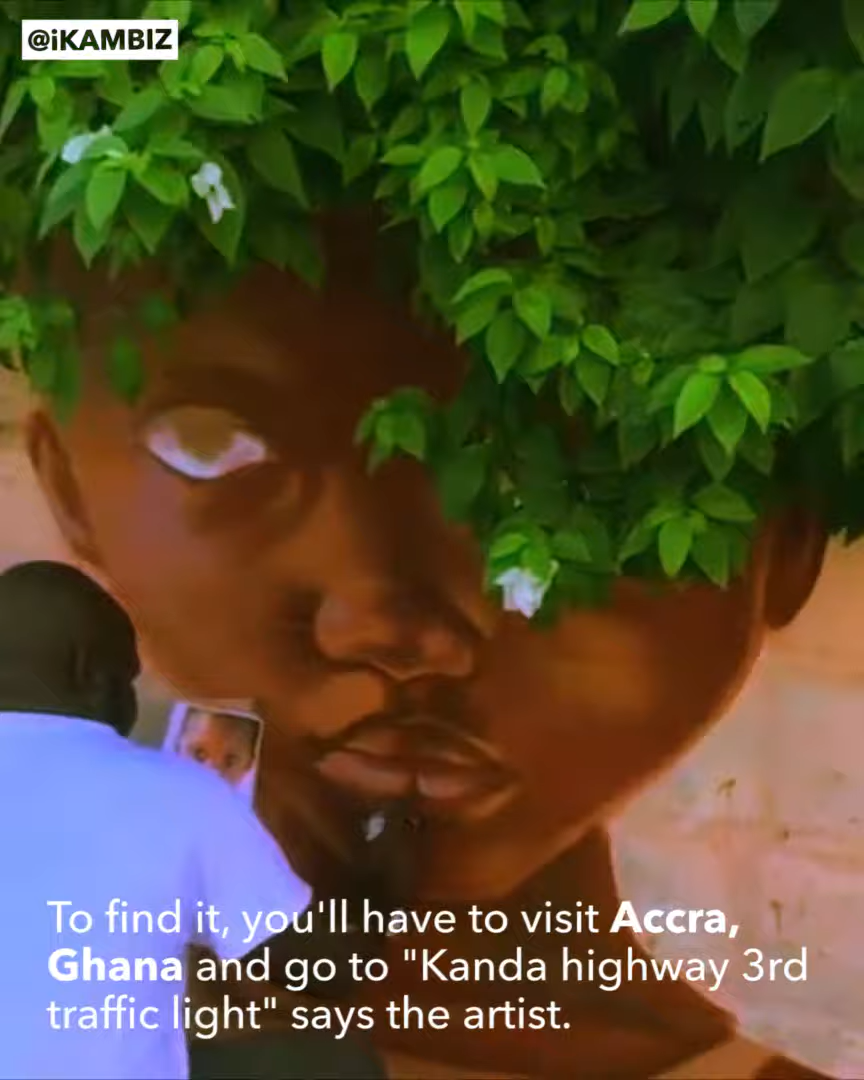 @iKAMBIZ
To find it, you'll have to visit Accra,
Ghana and go to "Kanda highway 3rd
traffic light" says the artist.